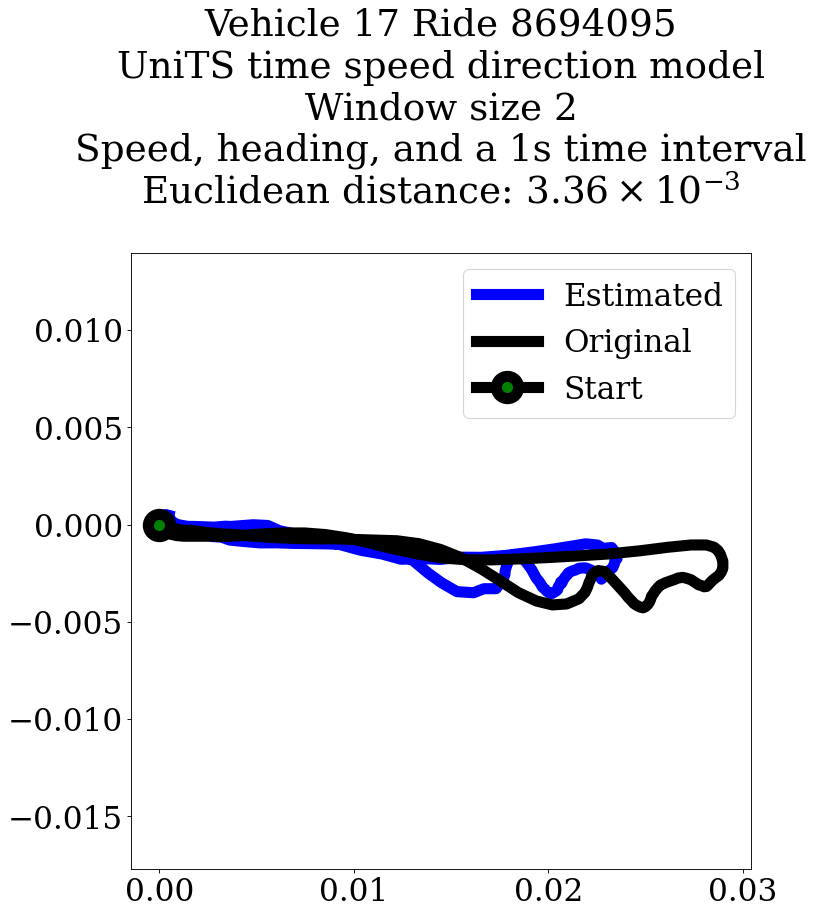 Vehicle 17 Ride 8694095
UniTS time speed direction model
Window size 2
Speed, heading, and a 1s time interval
Euclidean distance: 3.36 × 10⁻³
Estimated
Original
Start
0.010
0.005
0.000
−0.005
−0.010
−0.015
0.00 0.01 0.02 0.03